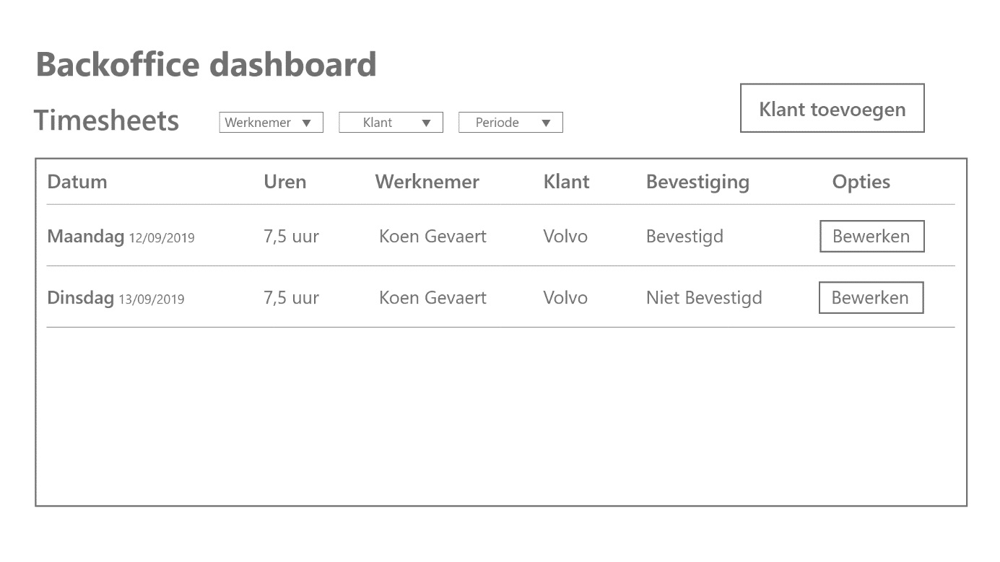 Backoffice dashboard
Timesheets Werknemer ▼ Klant ▼ Periode ▼ Klant toevoegen
Datum Uren Werknemer Klant Bevestiging Opties
Maandag 12/09/2019 7,5 uur Koen Gevaert Volvo Bevestigd Bewerken
Dinsdag 13/09/2019 7,5 uur Koen Gevaert Volvo Niet Bevestigd Bewerken